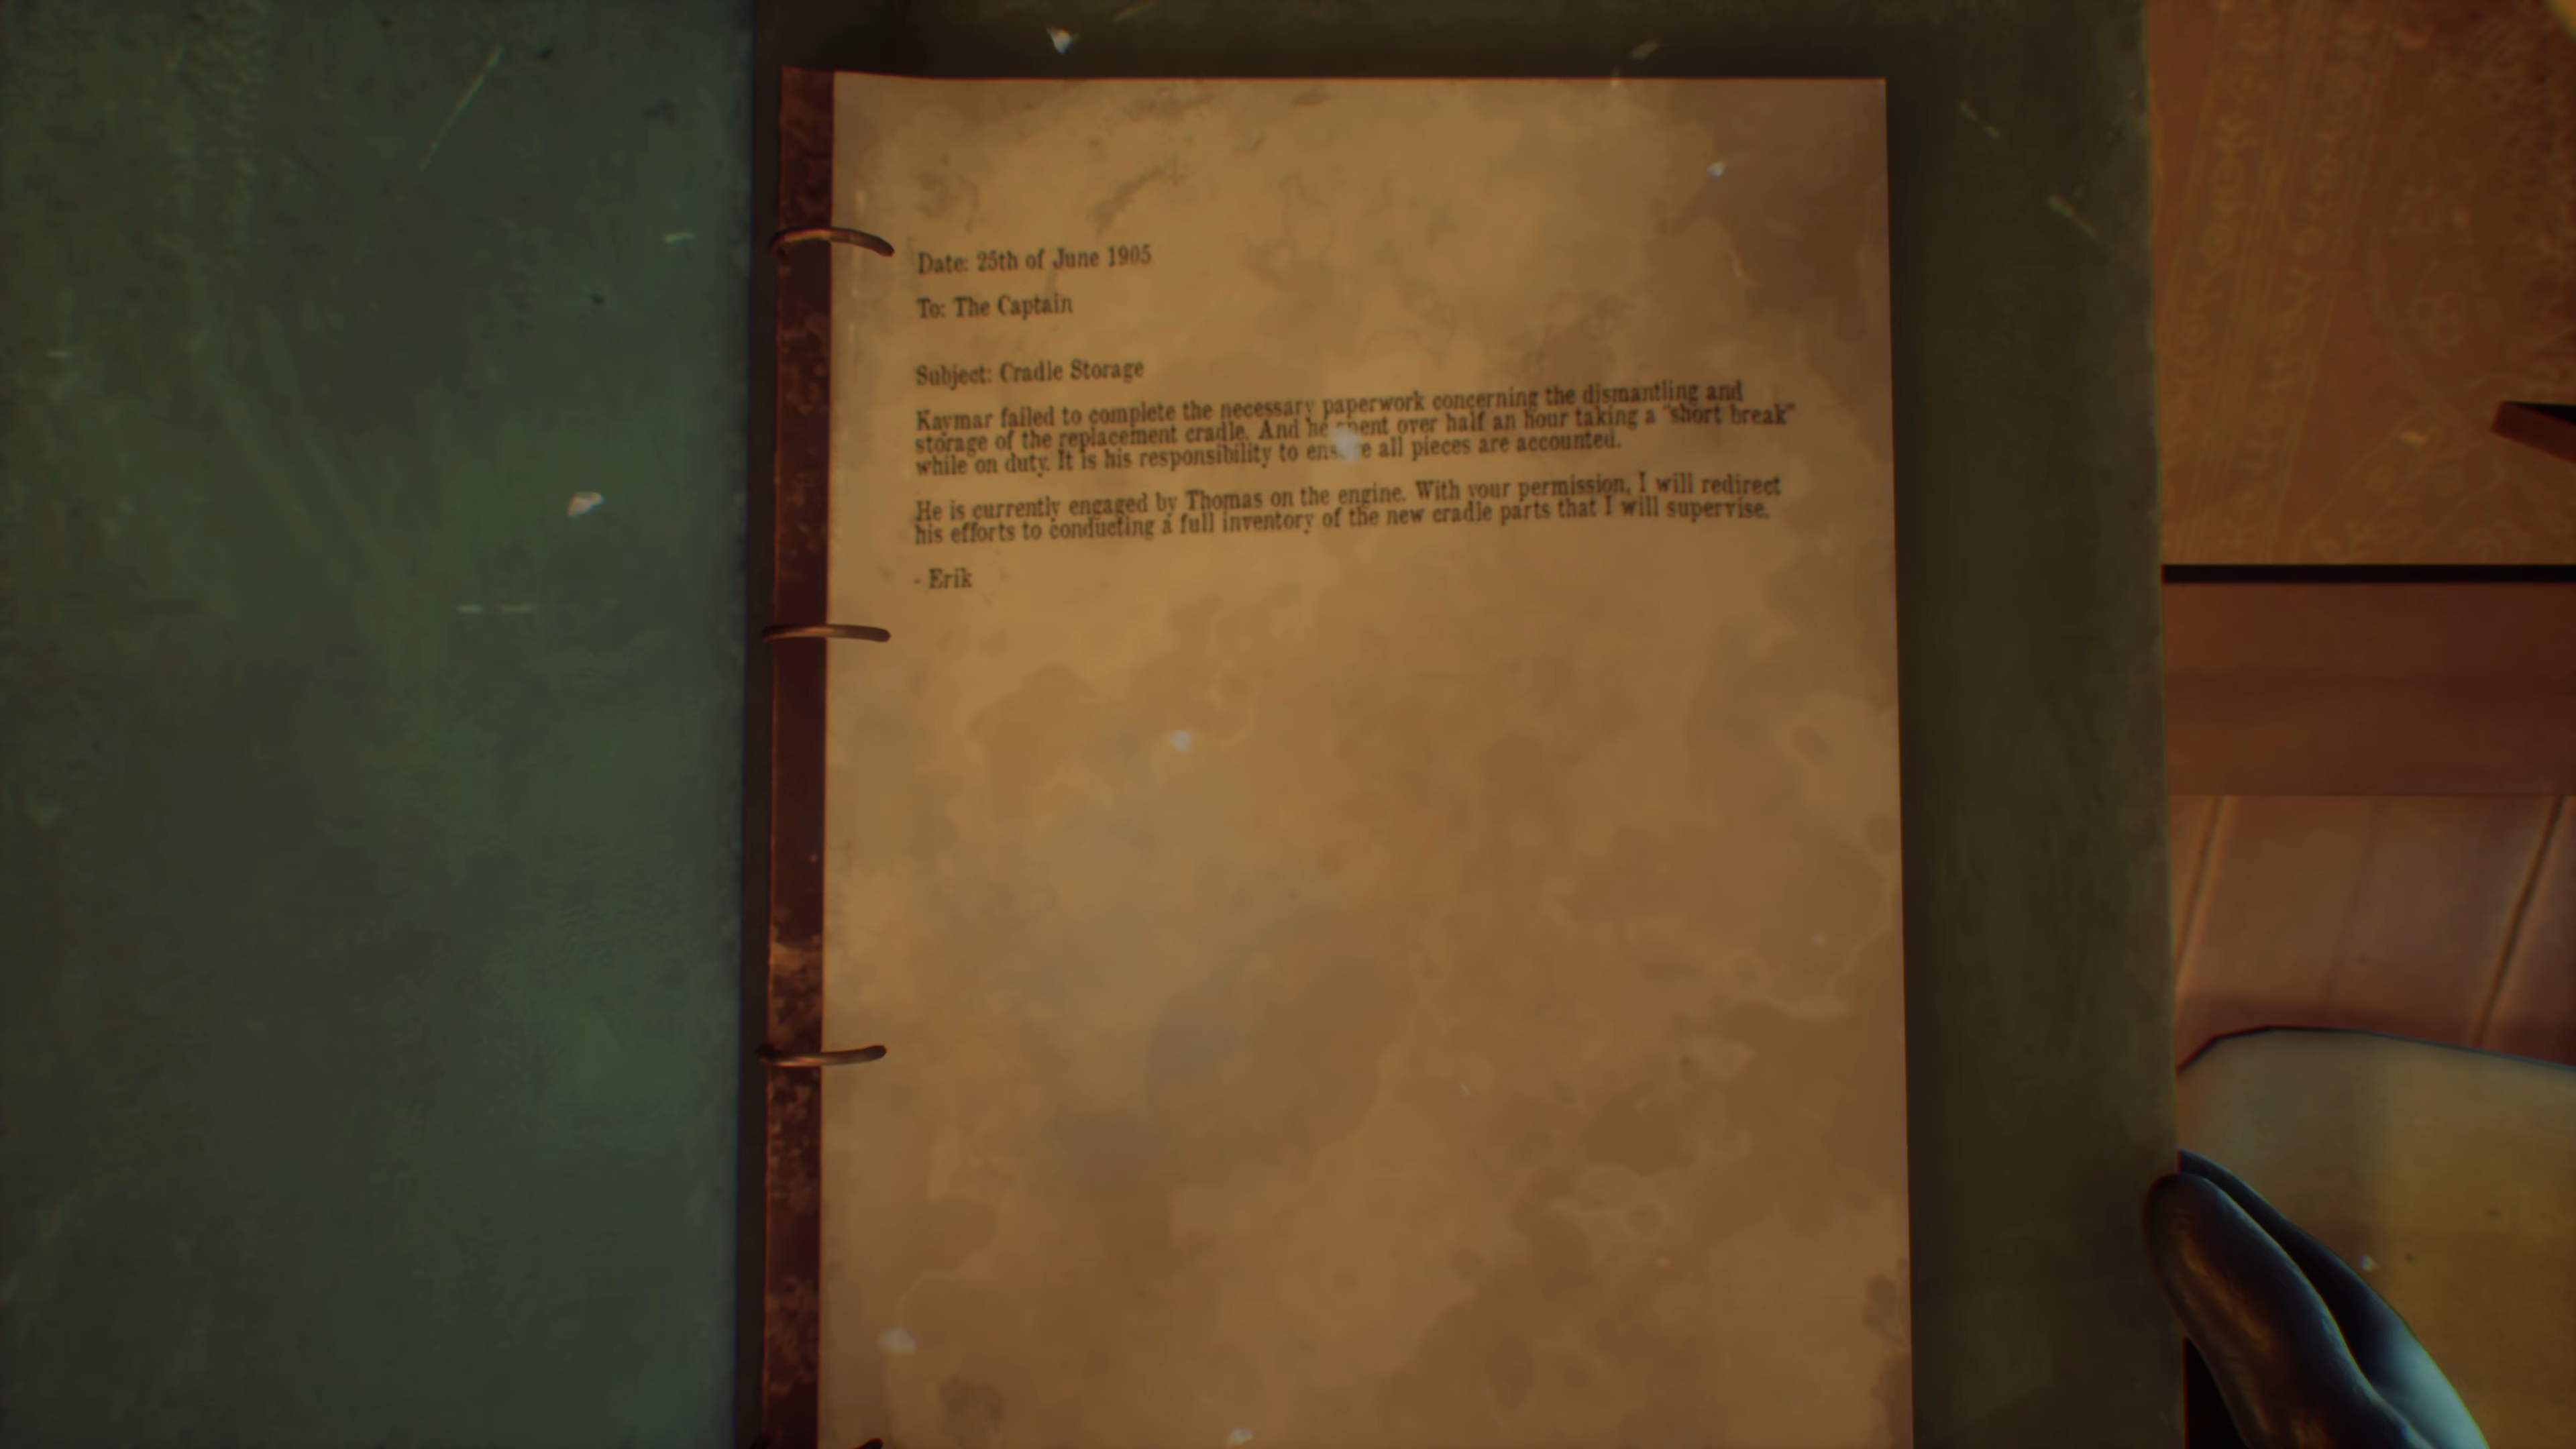 Date: 25th of June 1905
To: The Captain
Subject: Cradle Storage
Kaymar failed to complete the necessary paperwork concerning the dismantling and
storage of the replacement cradle. And he spent over half an hour taking a "short break"
while on duty. It is his responsibility to ensure all pieces are accounted.
He is currently engaged by Thomas on the engine. With your permission, I will redirect
his efforts to conducting a full inventory of the new cradle parts that I will supervise.
- Erik